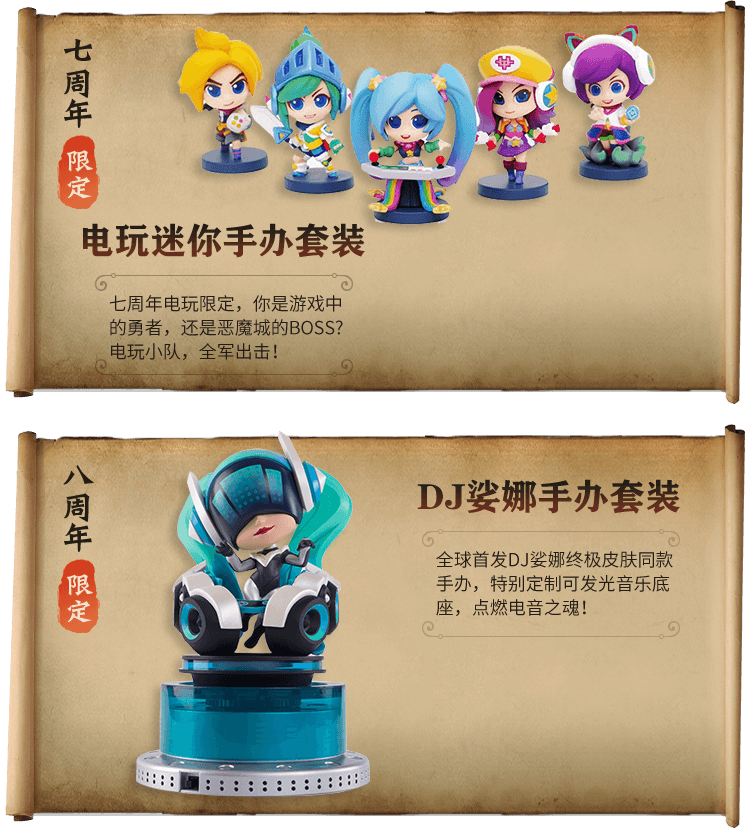 七周年
限定
电玩迷你手办套装
七周年电玩限定，你是游戏中
的勇者，还是恶魔城的BOSS?
电玩小队，全军出击！
八周年
限定
DJ娑娜手办套装
全球首发DJ娑娜终极皮肤同款
手办，特别定制可发光音乐底
座，点燃电音之魂！